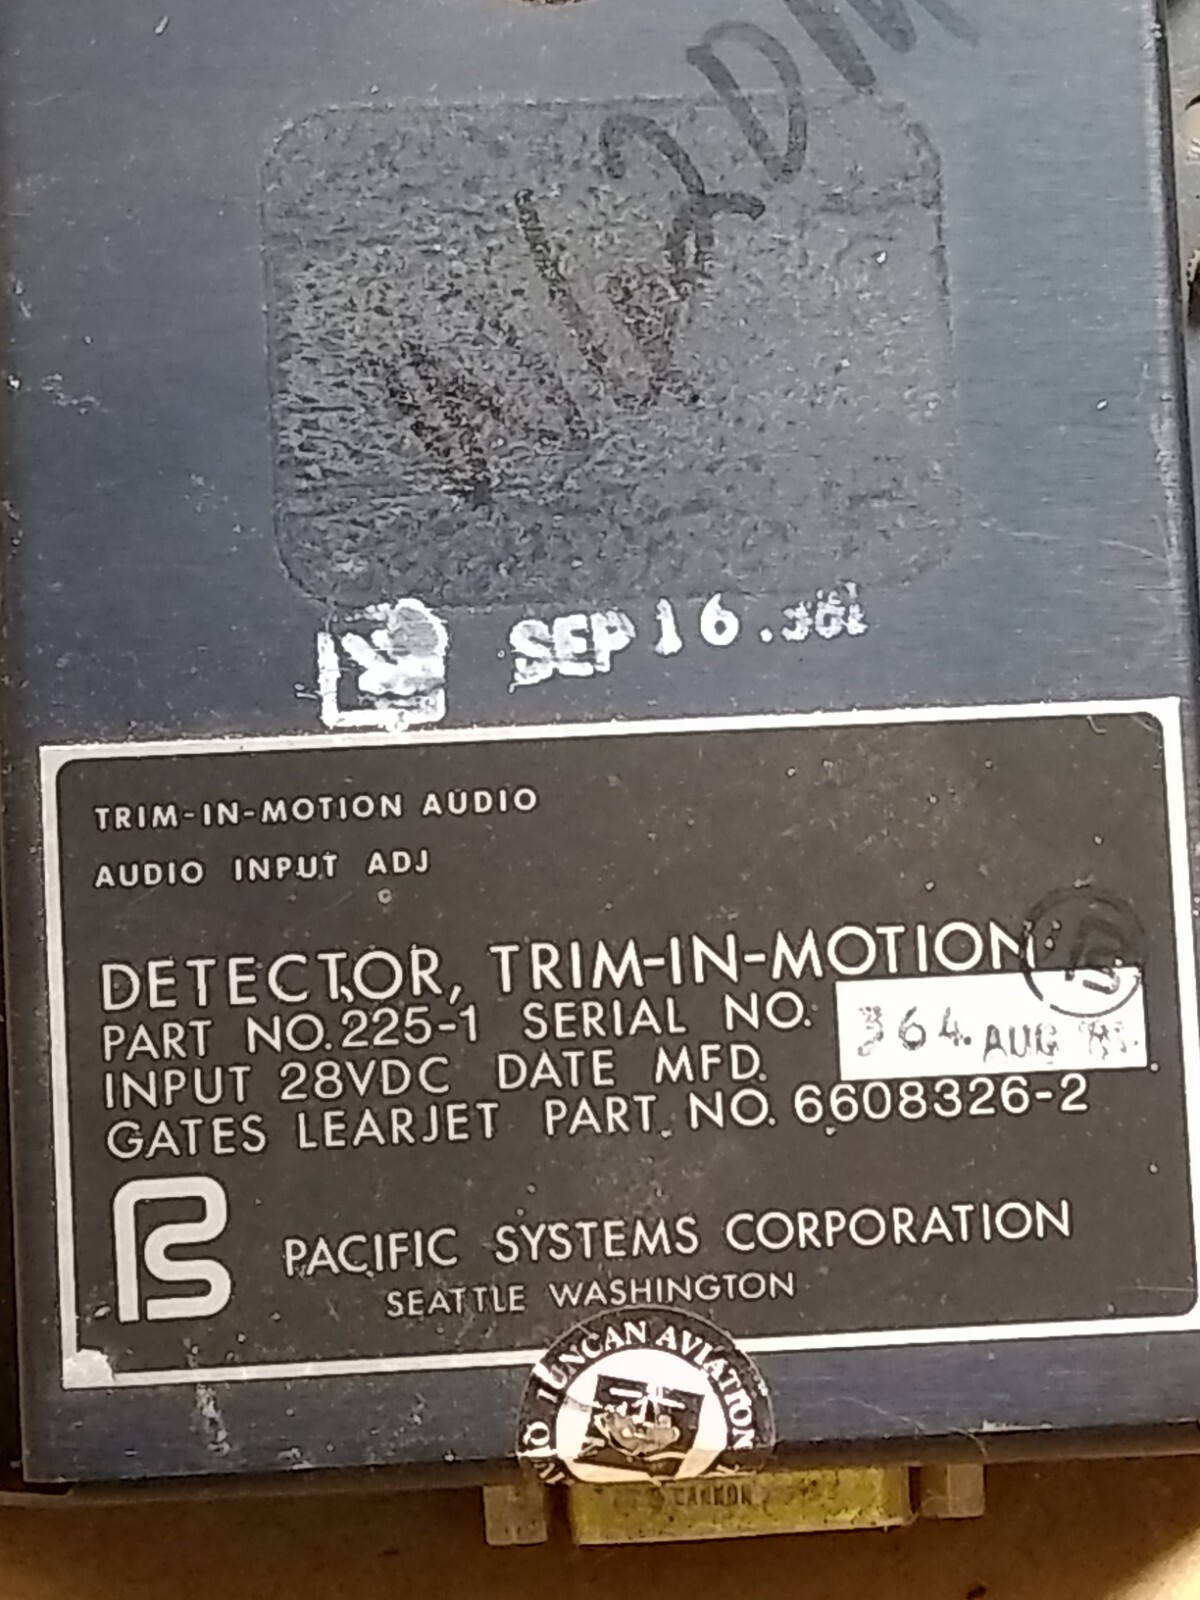 12DM
SEP 16
TRIM-IN-MOTION AUDIO
AUDIO INPUT ADJ
DETECTOR, TRIM-IN-MOTION
PART NO. 225-1 SERIAL NO. 364
INPUT 28VDC DATE MFD. AUG
GATES LEARJET PART NO. 6608326-2
PACIFIC SYSTEMS CORPORATION
SEATTLE WASHINGTON
DUNCAN AVIATION
CANNON